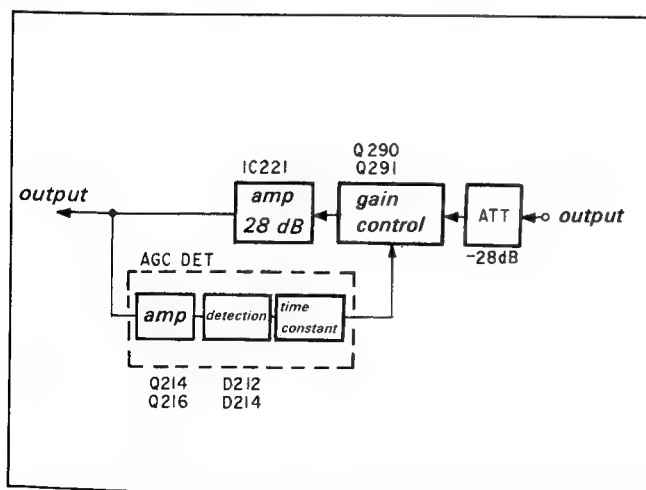 Q290
IC221
Q291
output
amp
28 dB
gain
control
ATT
output
-28dB
AGC DET
amp
detection
time
constant
Q214
D212
Q216
D214